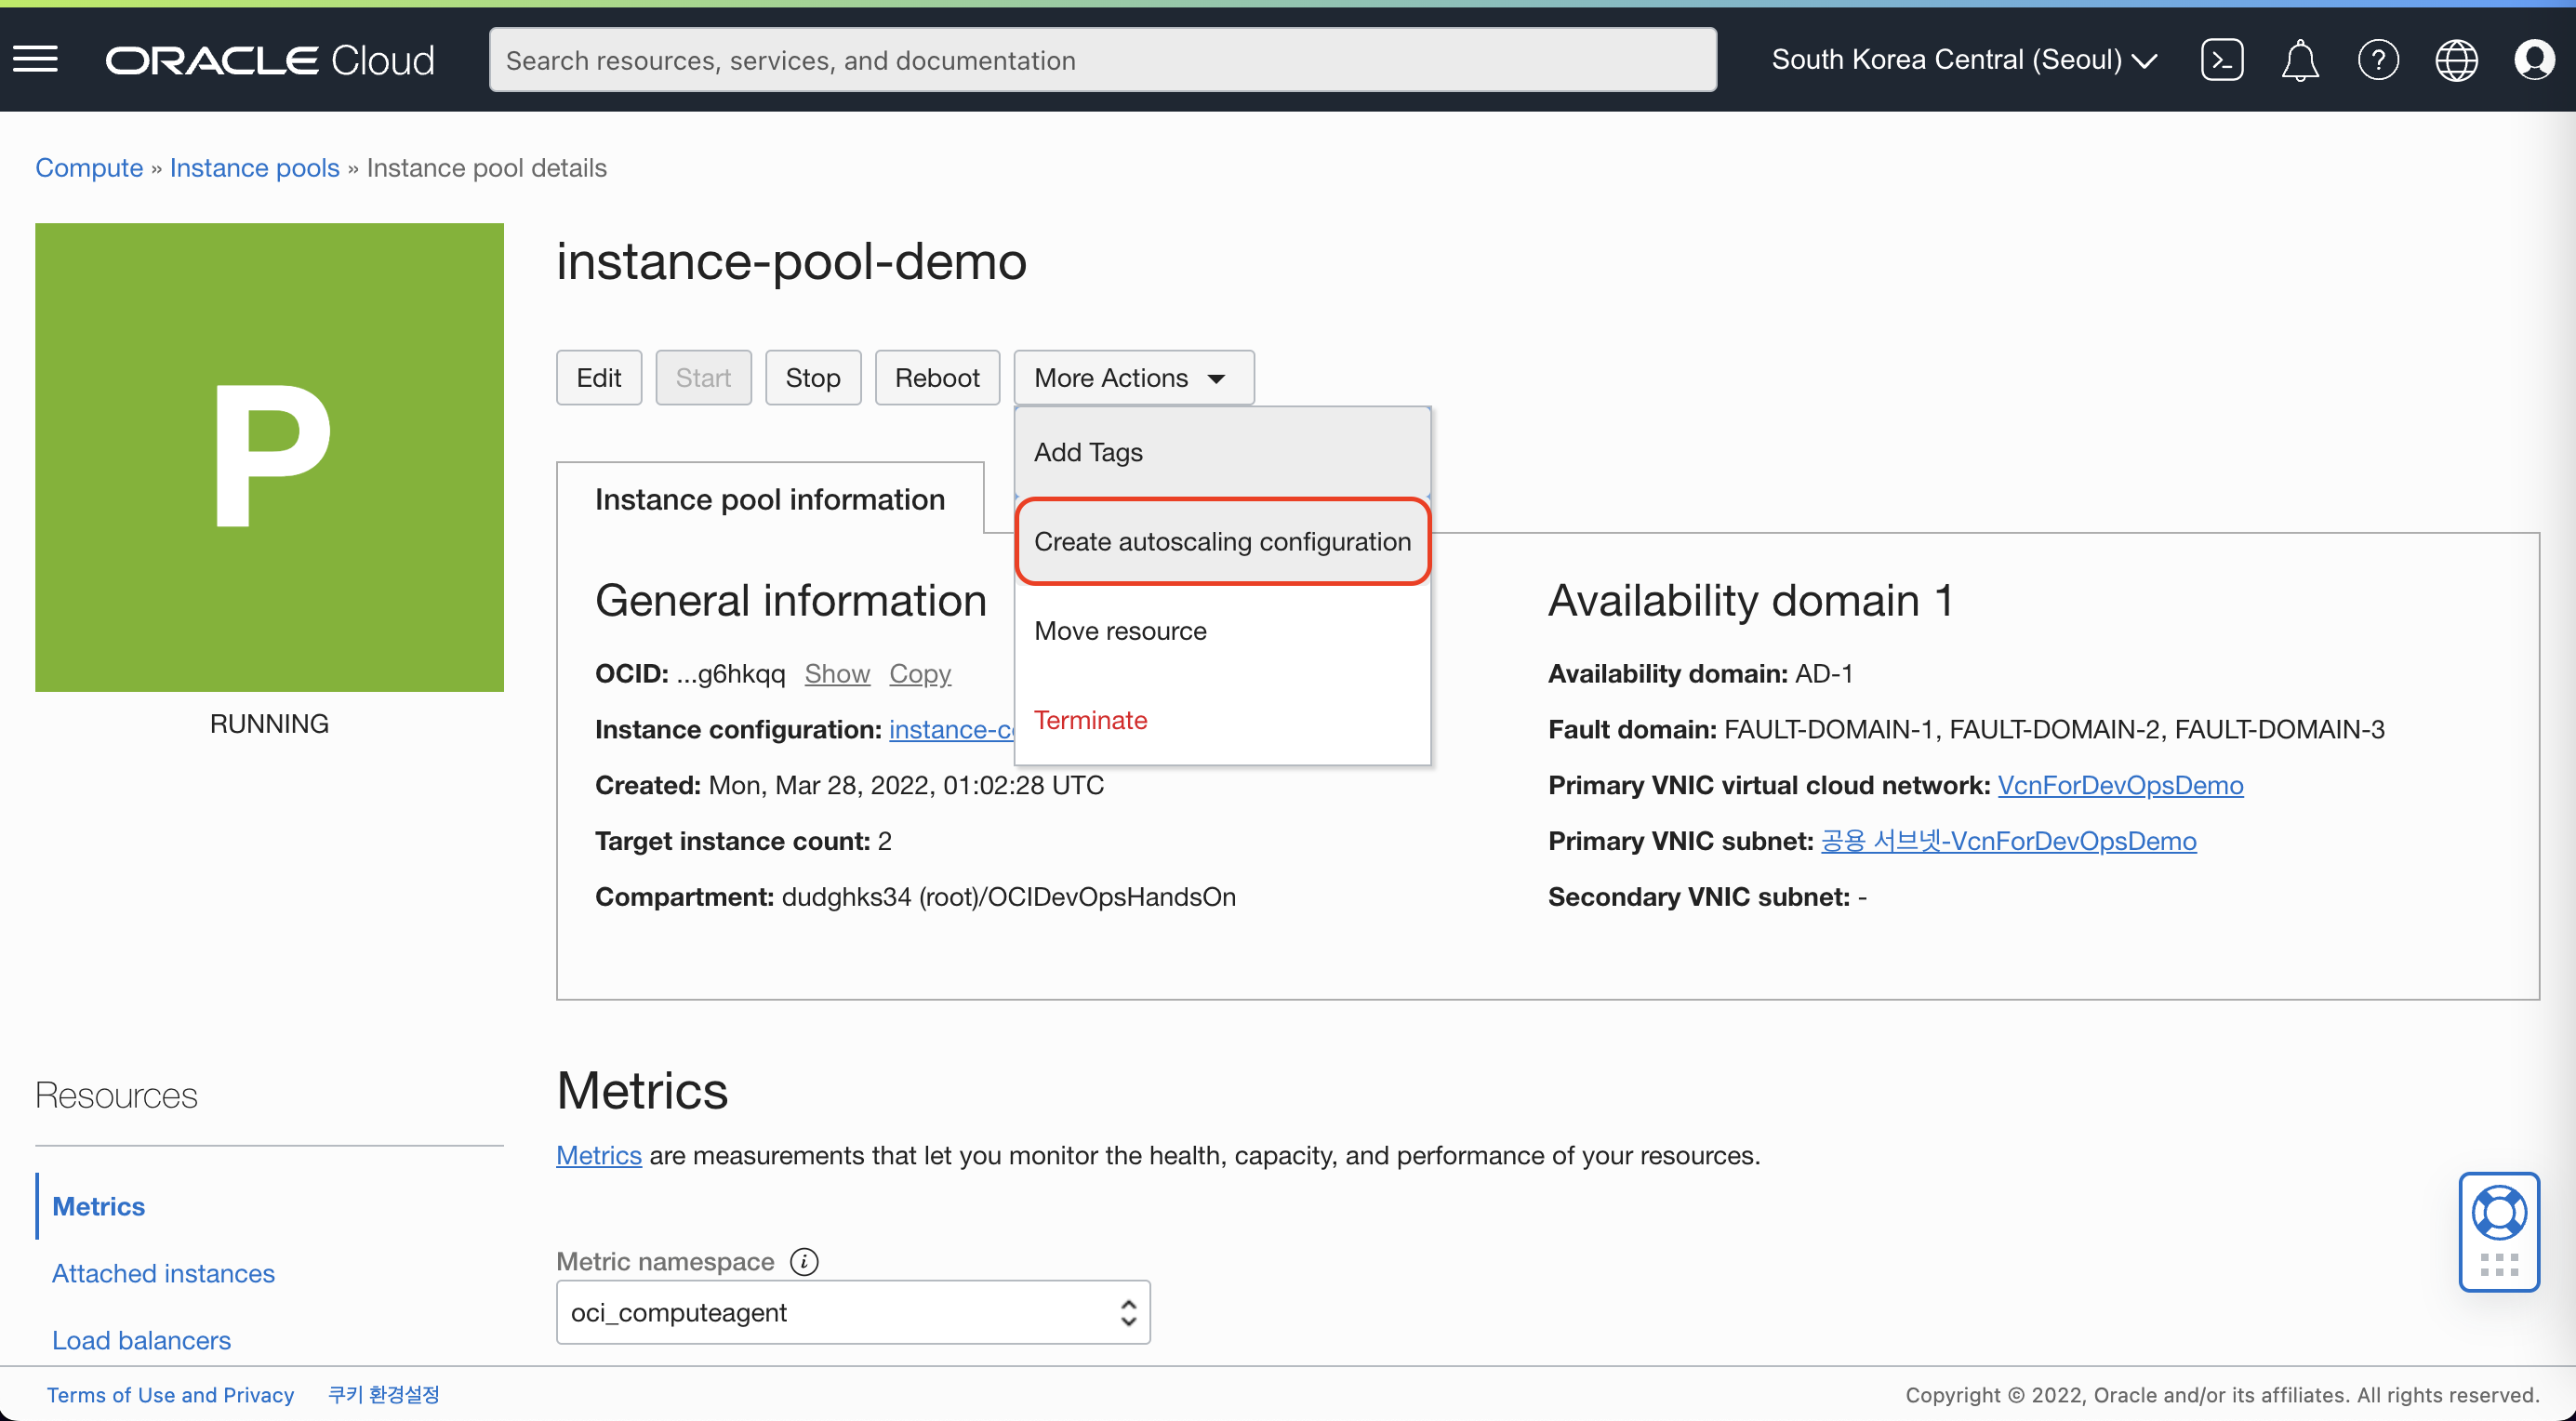 ORACLE Cloud
Search resources, services, and documentation
South Korea Central (Seoul)
Compute » Instance pools » Instance pool details
P
RUNNING
instance-pool-demo
Edit
Start
Stop
Reboot
More Actions
Add Tags
Create autoscaling configuration
Move resource
Terminate
Instance pool information
General information
OCID: ...g6hkqq Show Copy
Instance configuration: instance-c
Created: Mon, Mar 28, 2022, 01:02:28 UTC
Target instance count: 2
Compartment: dudghks34 (root)/OCIDevOpsHandsOn
Availability domain 1
Availability domain: AD-1
Fault domain: FAULT-DOMAIN-1, FAULT-DOMAIN-2, FAULT-DOMAIN-3
Primary VNIC virtual cloud network: VcnForDevOpsDemo
Primary VNIC subnet: 공용 서브넷-VcnForDevOpsDemo
Secondary VNIC subnet: -
Resources
Metrics
Attached instances
Load balancers
Metrics
Metrics are measurements that let you monitor the health, capacity, and performance of your resources.
Metric namespace
oci_computeagent
Terms of Use and Privacy
쿠키 환경설정
Copyright © 2022, Oracle and/or its affiliates. All rights reserved.